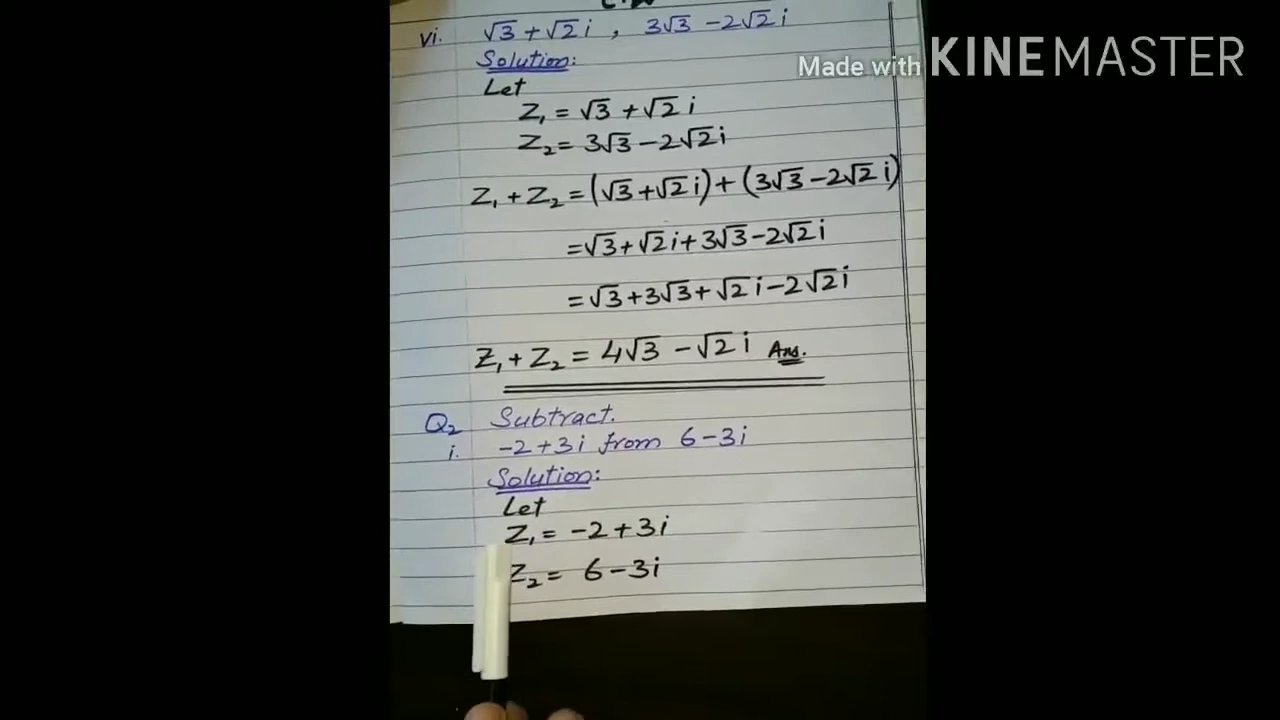 vi. √3 + √2 i , 3√3 - 2√2 i
Solution:
Let
Z₁ = √3 + √2 i
Z₂ = 3√3 - 2√2 i
Z₁ + Z₂ = (√3 + √2 i) + (3√3 - 2√2 i)
= √3 + √2 i + 3√3 - 2√2 i
= √3 + 3√3 + √2 i - 2√2 i
Z₁ + Z₂ = 4√3 - √2 i Ans.
Q₂ Subtract.
i. -2+3i from 6-3i
Solution:
Let
Z₁ = -2 + 3i
Z₂ = 6 - 3i
Made with KINEMASTER